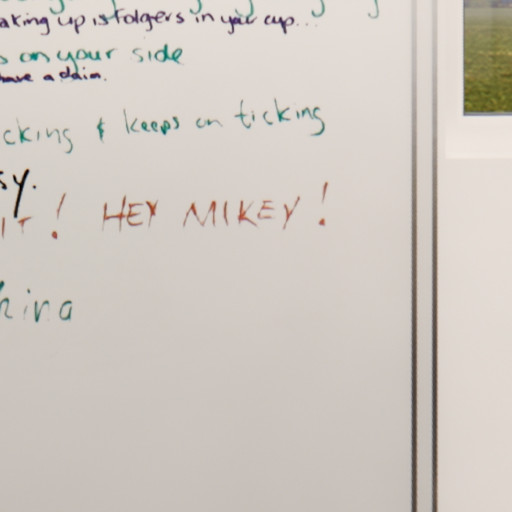 aking up is folgers in your cup...
s on your side
have a claim.
cking & keeps on ticking
sy.
IT! HEY MIKEY!
hina